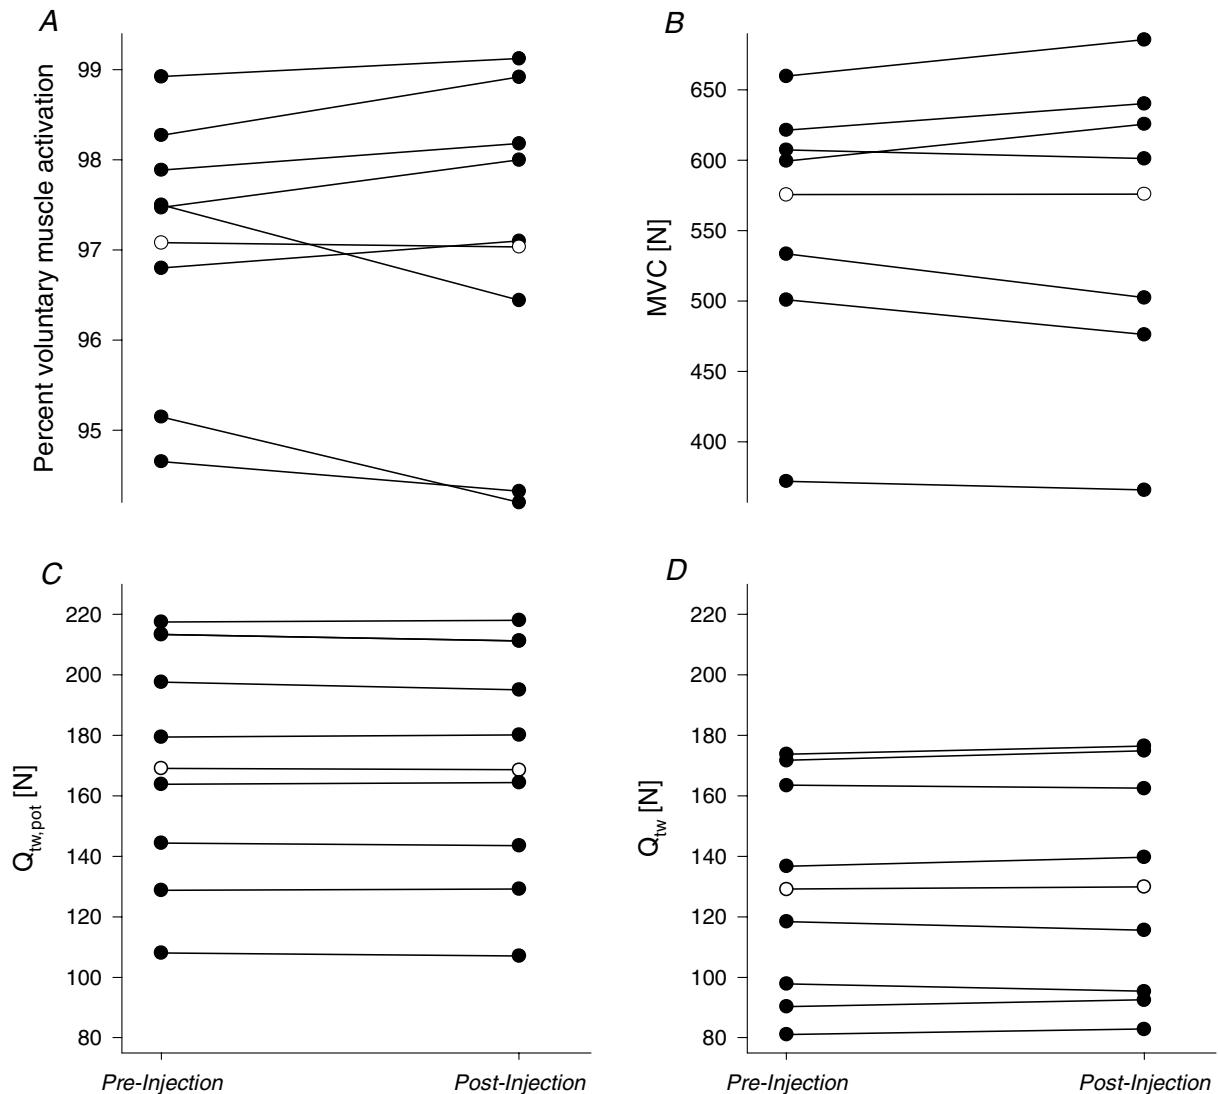 A
Percent voluntary muscle activation
99
98
97
96
95
B
MVC [N]
650
600
550
500
450
400
C
Qtw,pot [N]
220
200
180
160
140
120
100
80
Pre-Injection Post-Injection
D
Qtw [N]
220
200
180
160
140
120
100
80
Pre-Injection Post-Injection